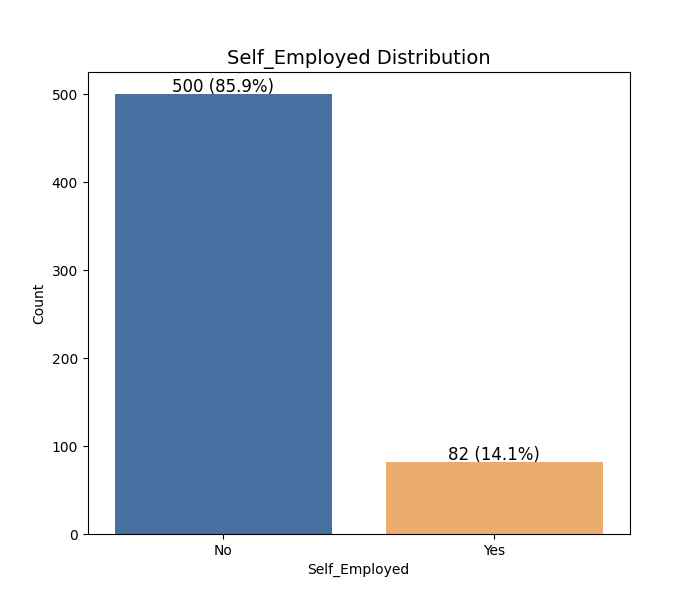 Self_Employed Distribution
500 (85.9%)
82 (14.1%)
Count
500
400
300
200
100
0
No
Yes
Self_Employed